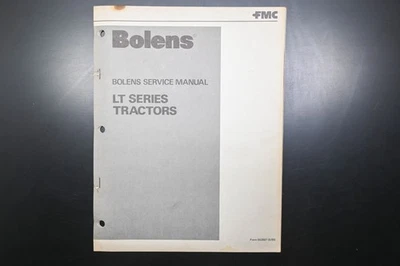 FMC
Bolens
BOLENS SERVICE MANUAL
LT SERIES
TRACTORS